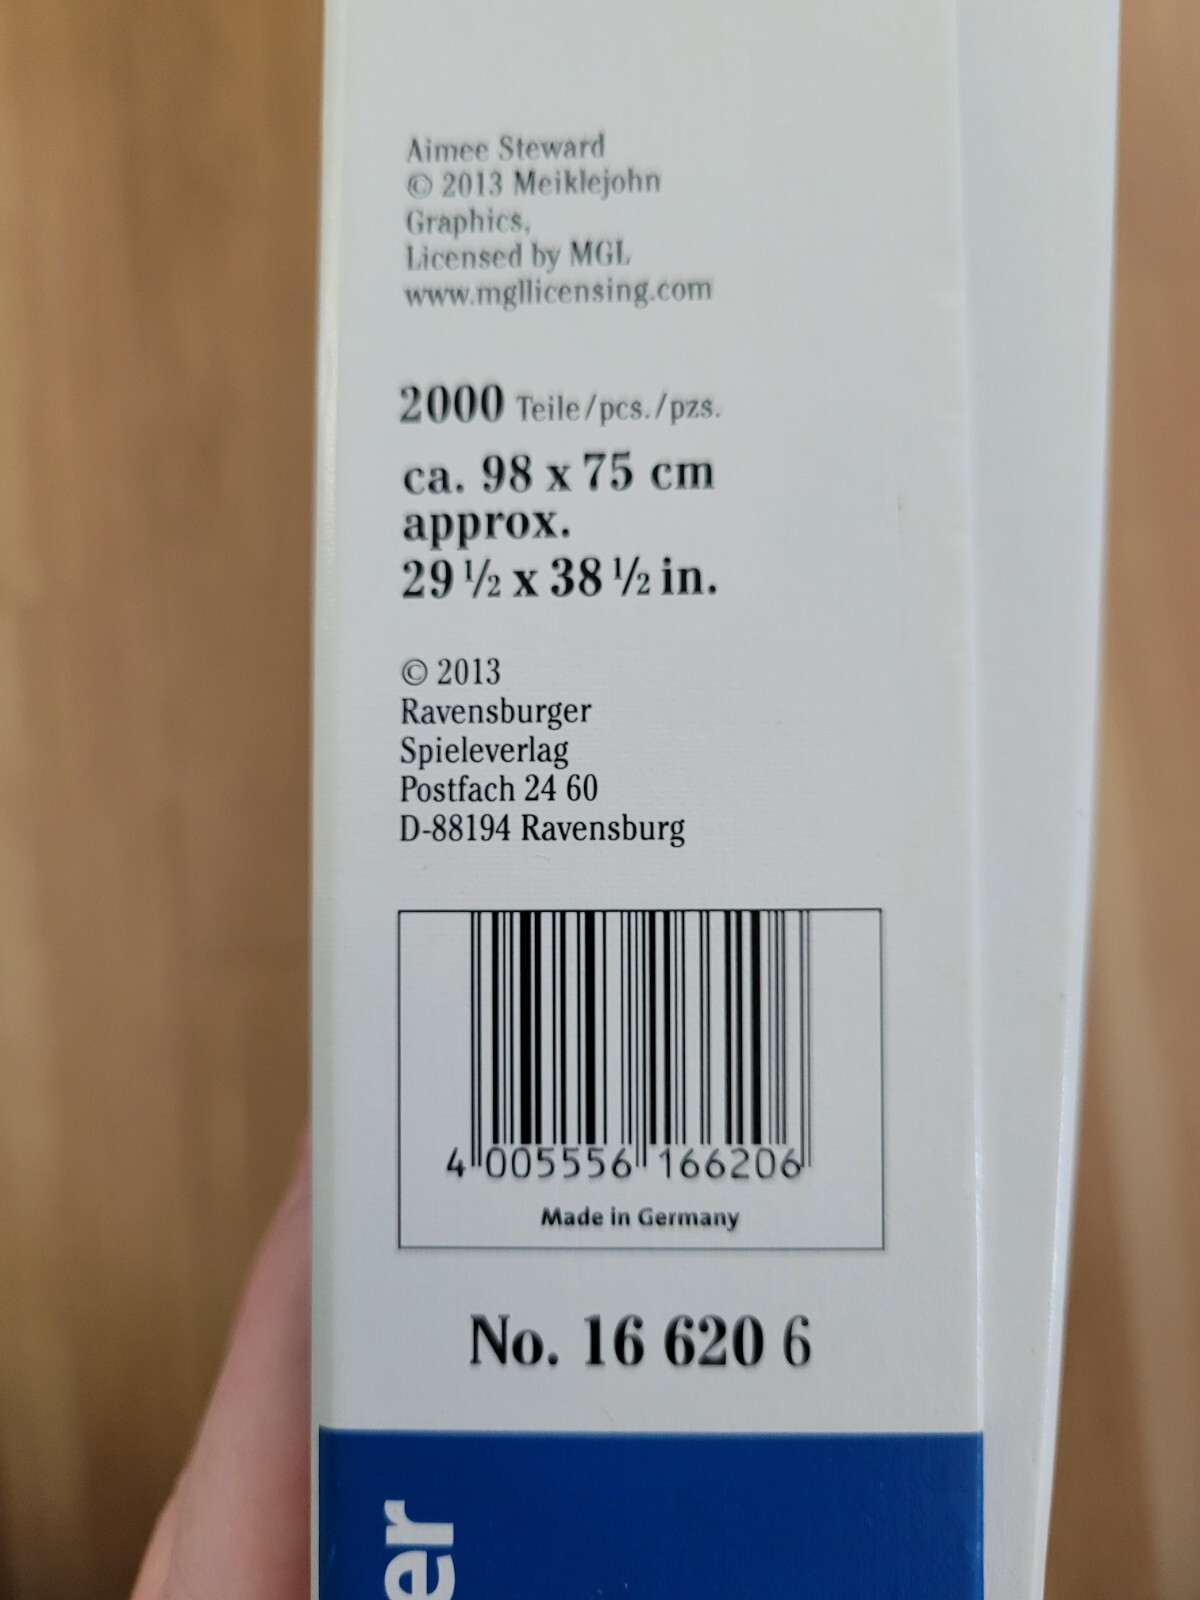 Aimee Steward
© 2013 Meiklejohn
Graphics,
Licensed by MGL
www.mgllicensing.com
2000 Teile/pcs./pzs.
ca. 98 x 75 cm
approx.
29 ½ x 38 ½ in.
© 2013
Ravensburger
Spieleverlag
Postfach 24 60
D-88194 Ravensburg
4 005556 166206
Made in Germany
No. 16 620 6
er